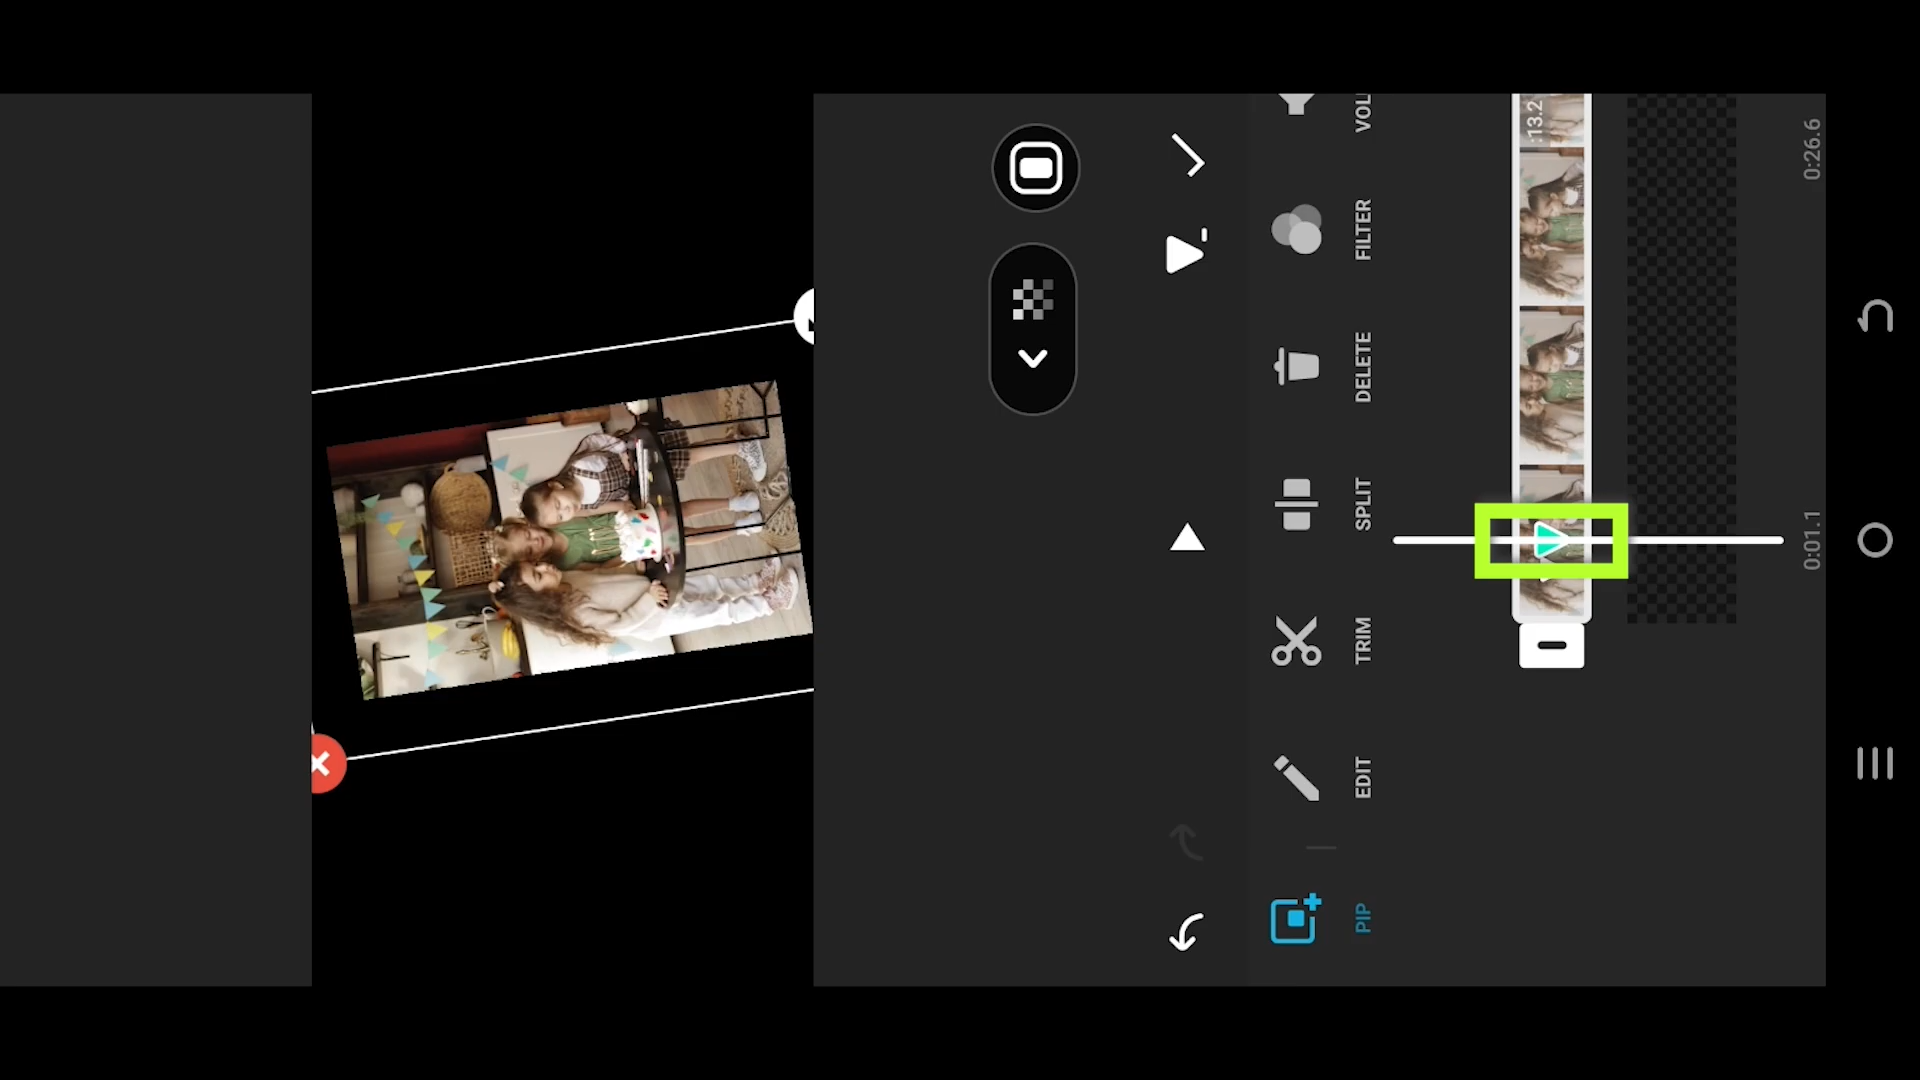 PIP
EDIT
TRIM
SPLIT
DELETE
FILTER
VOL
:13.2
0:01.1
0:26.6